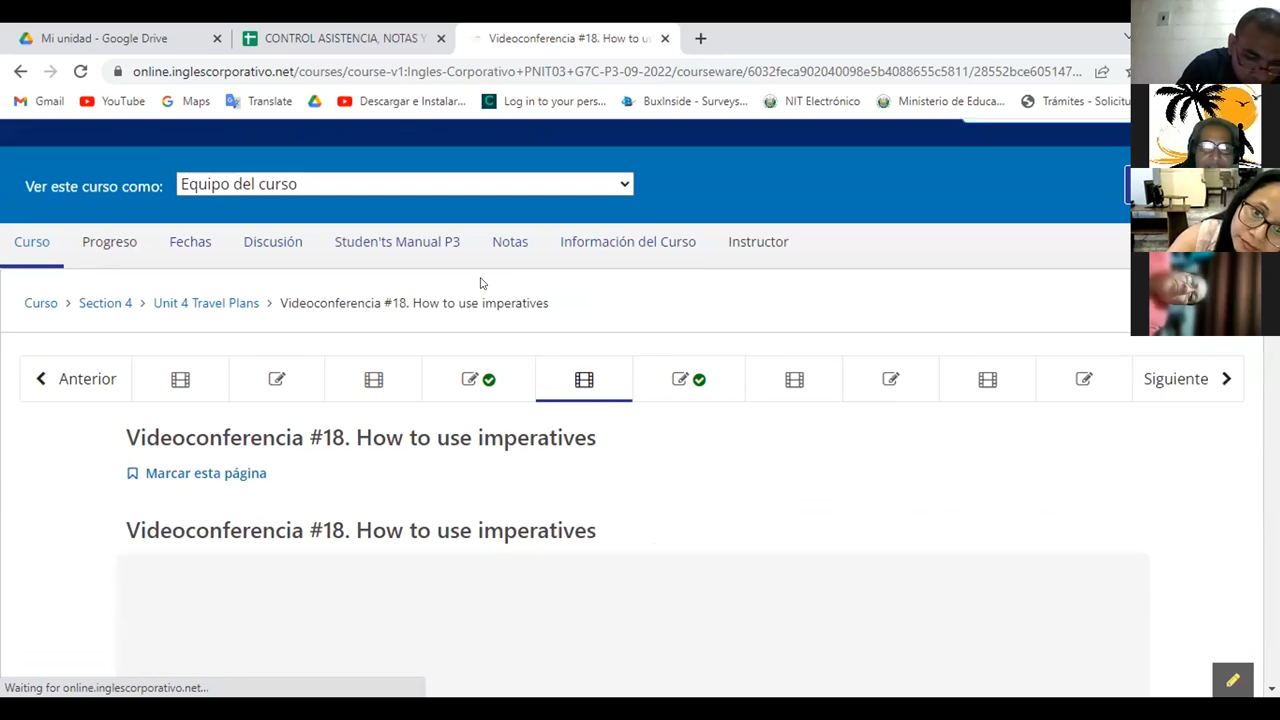 Mi unidad - Google Drive
CONTROL ASISTENCIA, NOTAS Y
Videoconferencia #18. How to u
online.inglescorporativo.net/courses/course-v1:Ingles-Corporativo+PNIT03+G7C-P3-09-2022/courseware/6032feca902040098e5b4088655c5811/28552bce605147...
Gmail
YouTube
Maps
Translate
Descargar e Instalar...
Log in to your pers...
BuxInside - Surveys...
NIT Electrónico
Ministerio de Educa...
Trámites - Solicitu
Ver este curso como:
Equipo del curso
Curso
Progreso
Fechas
Discusión
Studen'ts Manual P3
Notas
Información del Curso
Instructor
Curso > Section 4 > Unit 4 Travel Plans > Videoconferencia #18. How to use imperatives
Anterior
Siguiente
Videoconferencia #18. How to use imperatives
Marcar esta página
Videoconferencia #18. How to use imperatives
Waiting for online.inglescorporativo.net...